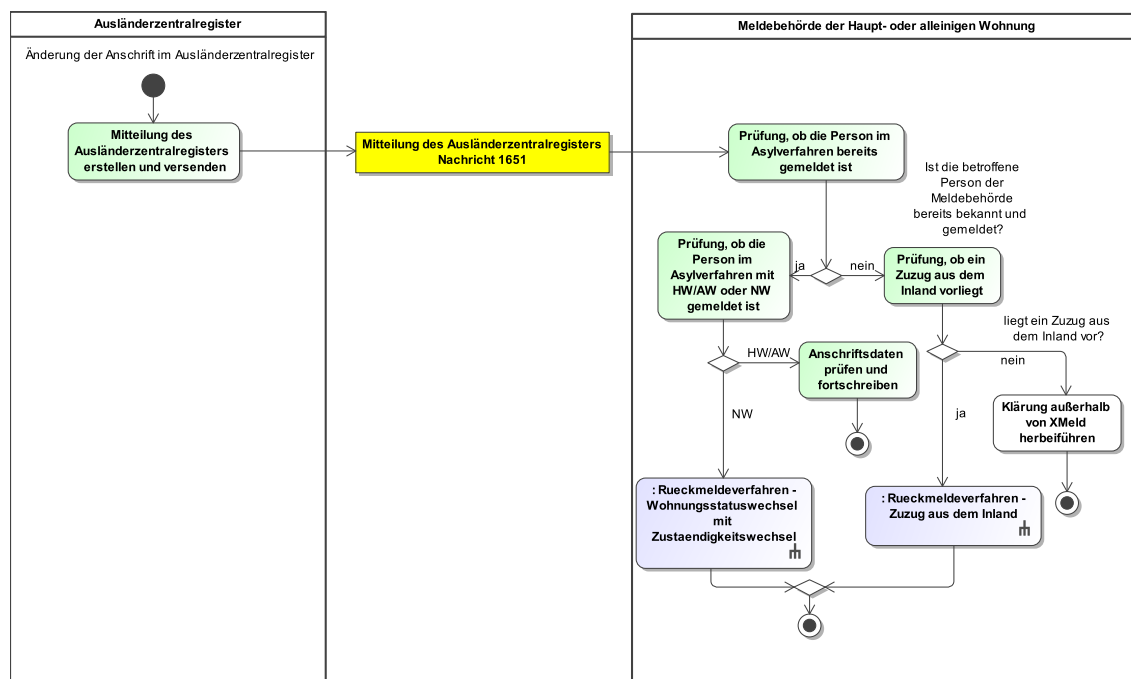 Ausländerzentralregister
Änderung der Anschrift im Ausländerzentralregister
Mitteilung des
Ausländerzentralregisters
erstellen und versenden
Mitteilung des Ausländerzentralregisters
Nachricht 1651
Meldebehörde der Haupt- oder alleinigen Wohnung
Prüfung, ob die Person im
Asylverfahren bereits
gemeldet ist
Ist die betroffene
Person der
Meldebehörde
bereits bekannt und
gemeldet?
ja
nein
Prüfung, ob die
Person im
Asylverfahren mit
HW/AW oder NW
gemeldet ist
Prüfung, ob ein
Zuzug aus dem
Inland vorliegt
liegt ein Zuzug aus
dem Inland vor?
HW/AW
nein
Anschriftsdaten
prüfen und
fortschreiben
NW
ja
Klärung außerhalb
von XMeld
herbeiführen
: Rueckmeldeverfahren -
Wohnungsstatuswechsel
mit
Zustaendigkeitswechsel
: Rueckmeldeverfahren -
Zuzug aus dem Inland